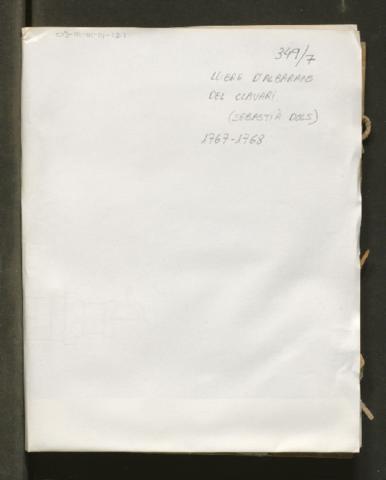 349/7
LLIBRE D'ALBARANS
DEL CLAVARI
(SEBASTIÀ DOLS)
1767-1768